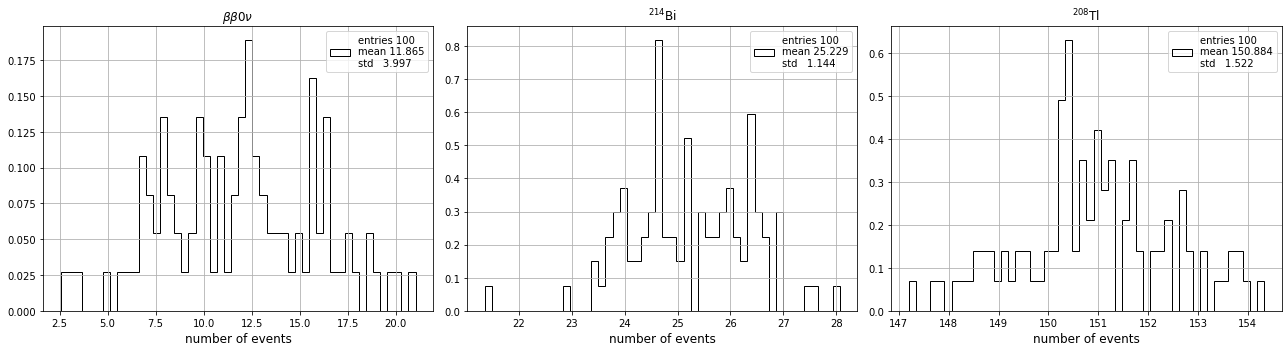 ββ0ν
0.175
0.150
0.125
0.100
0.075
0.050
0.025
0.000
entries 100
mean 11.865
std 3.997
2.5 5.0 7.5 10.0 12.5 15.0 17.5 20.0
number of events
²¹⁴Bi
0.8
0.7
0.6
0.5
0.4
0.3
0.2
0.1
0.0
entries 100
mean 25.229
std 1.144
22 23 24 25 26 27 28
number of events
²⁰⁸Tl
0.6
0.5
0.4
0.3
0.2
0.1
0.0
entries 100
mean 150.884
std 1.522
147 148 149 150 151 152 153 154
number of events